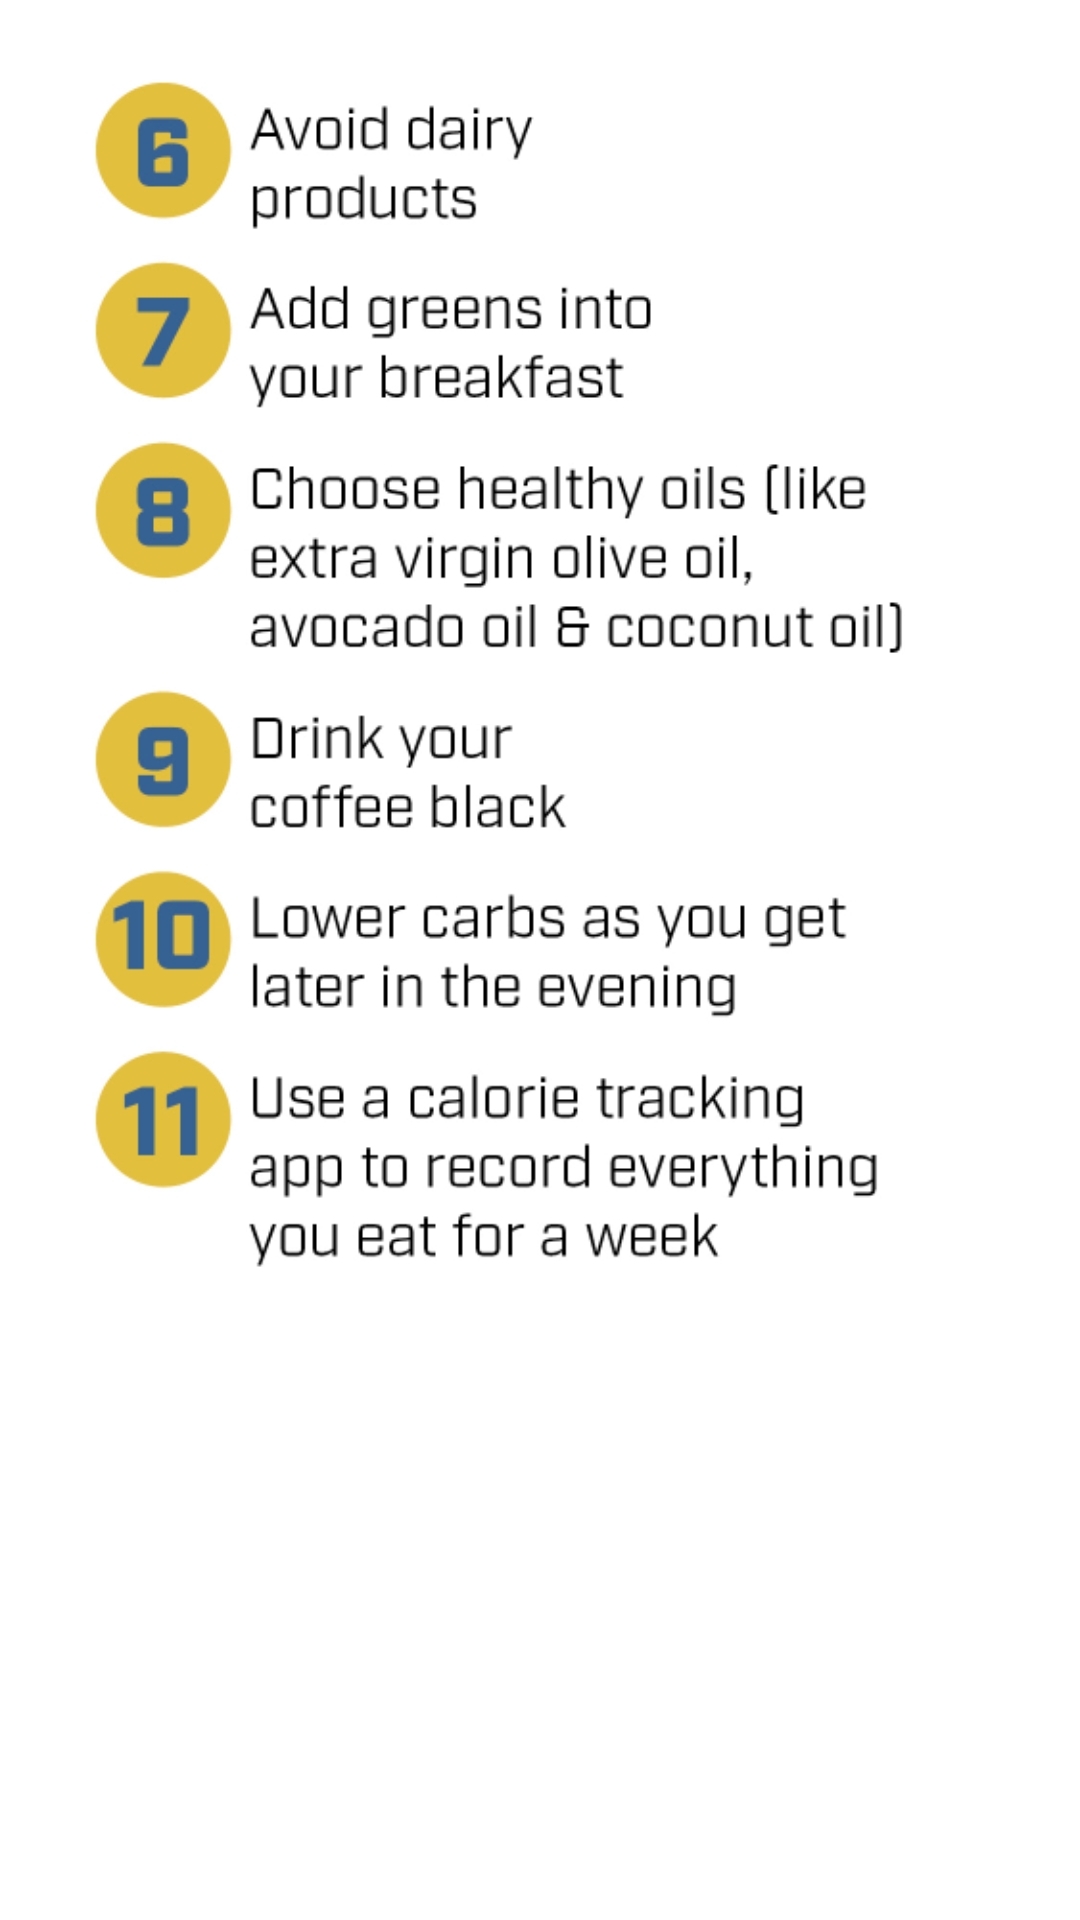 6 Avoid dairy
products
7 Add greens into
your breakfast
8 Choose healthy oils (like
extra virgin olive oil,
avocado oil & coconut oil)
9 Drink your
coffee black
10 Lower carbs as you get
later in the evening
11 Use a calorie tracking
app to record everything
you eat for a week